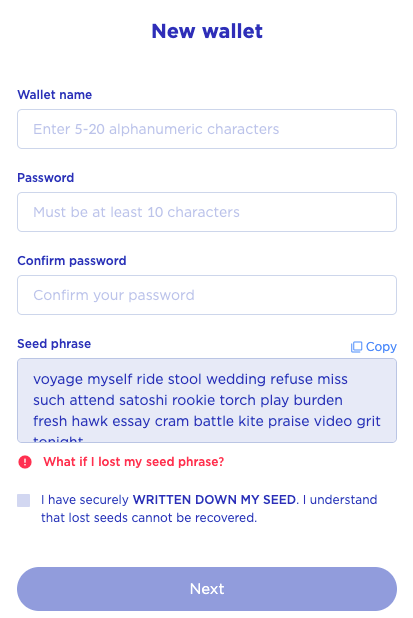 New wallet
Wallet name
Enter 5-20 alphanumeric characters
Password
Must be at least 10 characters
Confirm password
Confirm your password
Seed phrase
Copy
voyage myself ride stool wedding refuse miss
such attend satoshi rookie torch play burden
fresh hawk essay cram battle kite praise video grit
tonight
What if I lost my seed phrase?
I have securely WRITTEN DOWN MY SEED. I understand
that lost seeds cannot be recovered.
Next